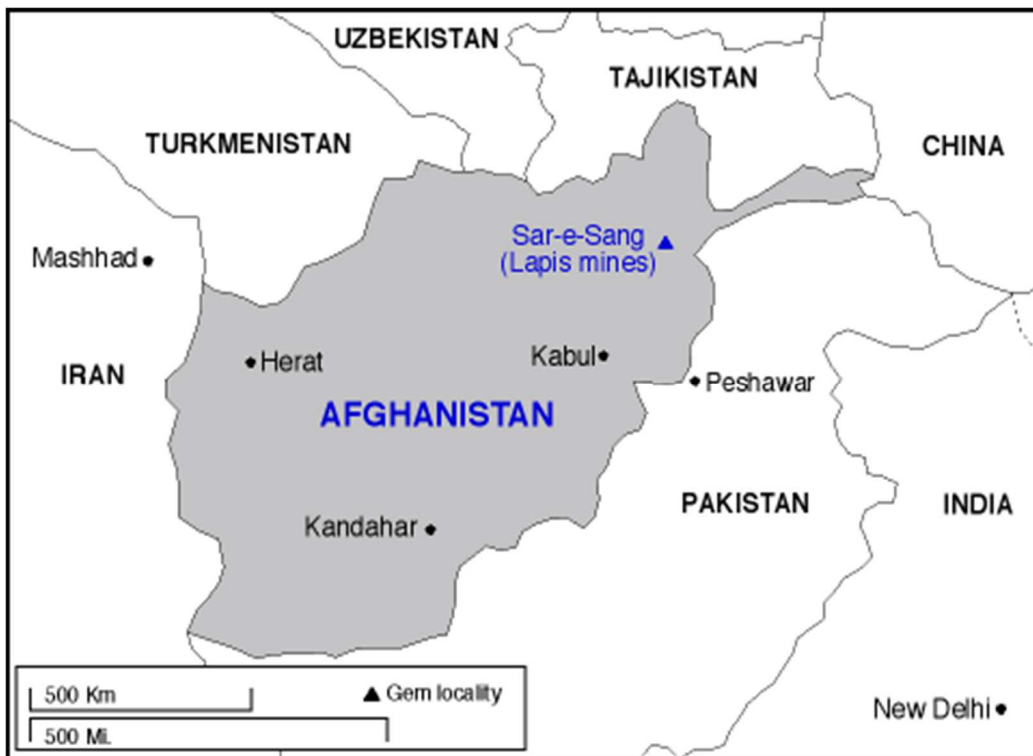 UZBEKISTAN
TAJIKISTAN
TURKMENISTAN
CHINA
Sar-e-Sang
(Lapis mines)
Mashhad
Herat
Kabul
IRAN
Peshawar
AFGHANISTAN
PAKISTAN
INDIA
Kandahar
500 Km
Gem locality
500 Mi.
New Delhi